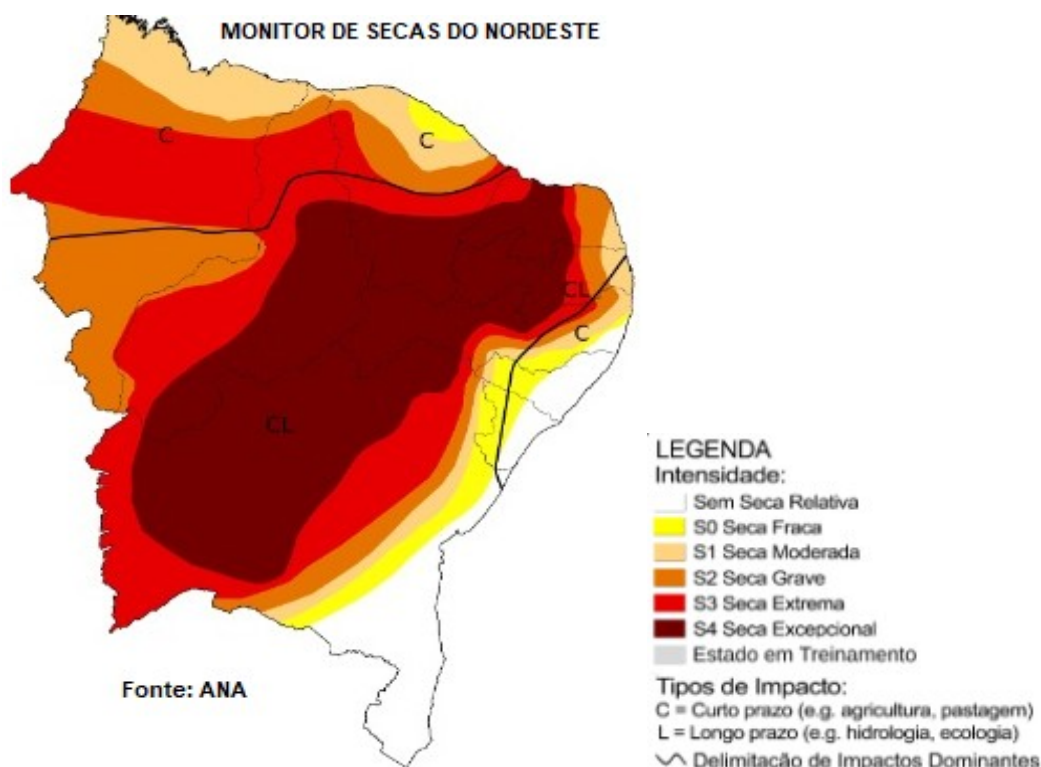 MONITOR DE SECAS DO NORDESTE
C
C
CL
C
CL
Fonte: ANA
LEGENDA
Intensidade:
Sem Seca Relativa
S0 Seca Fraca
S1 Seca Moderada
S2 Seca Grave
S3 Seca Extrema
S4 Seca Excepcional
Estado em Treinamento
Tipos de Impacto:
C = Curto prazo (e.g. agricultura, pastagem)
L = Longo prazo (e.g. hidrologia, ecologia)
Delimitação de Impactos Dominantes